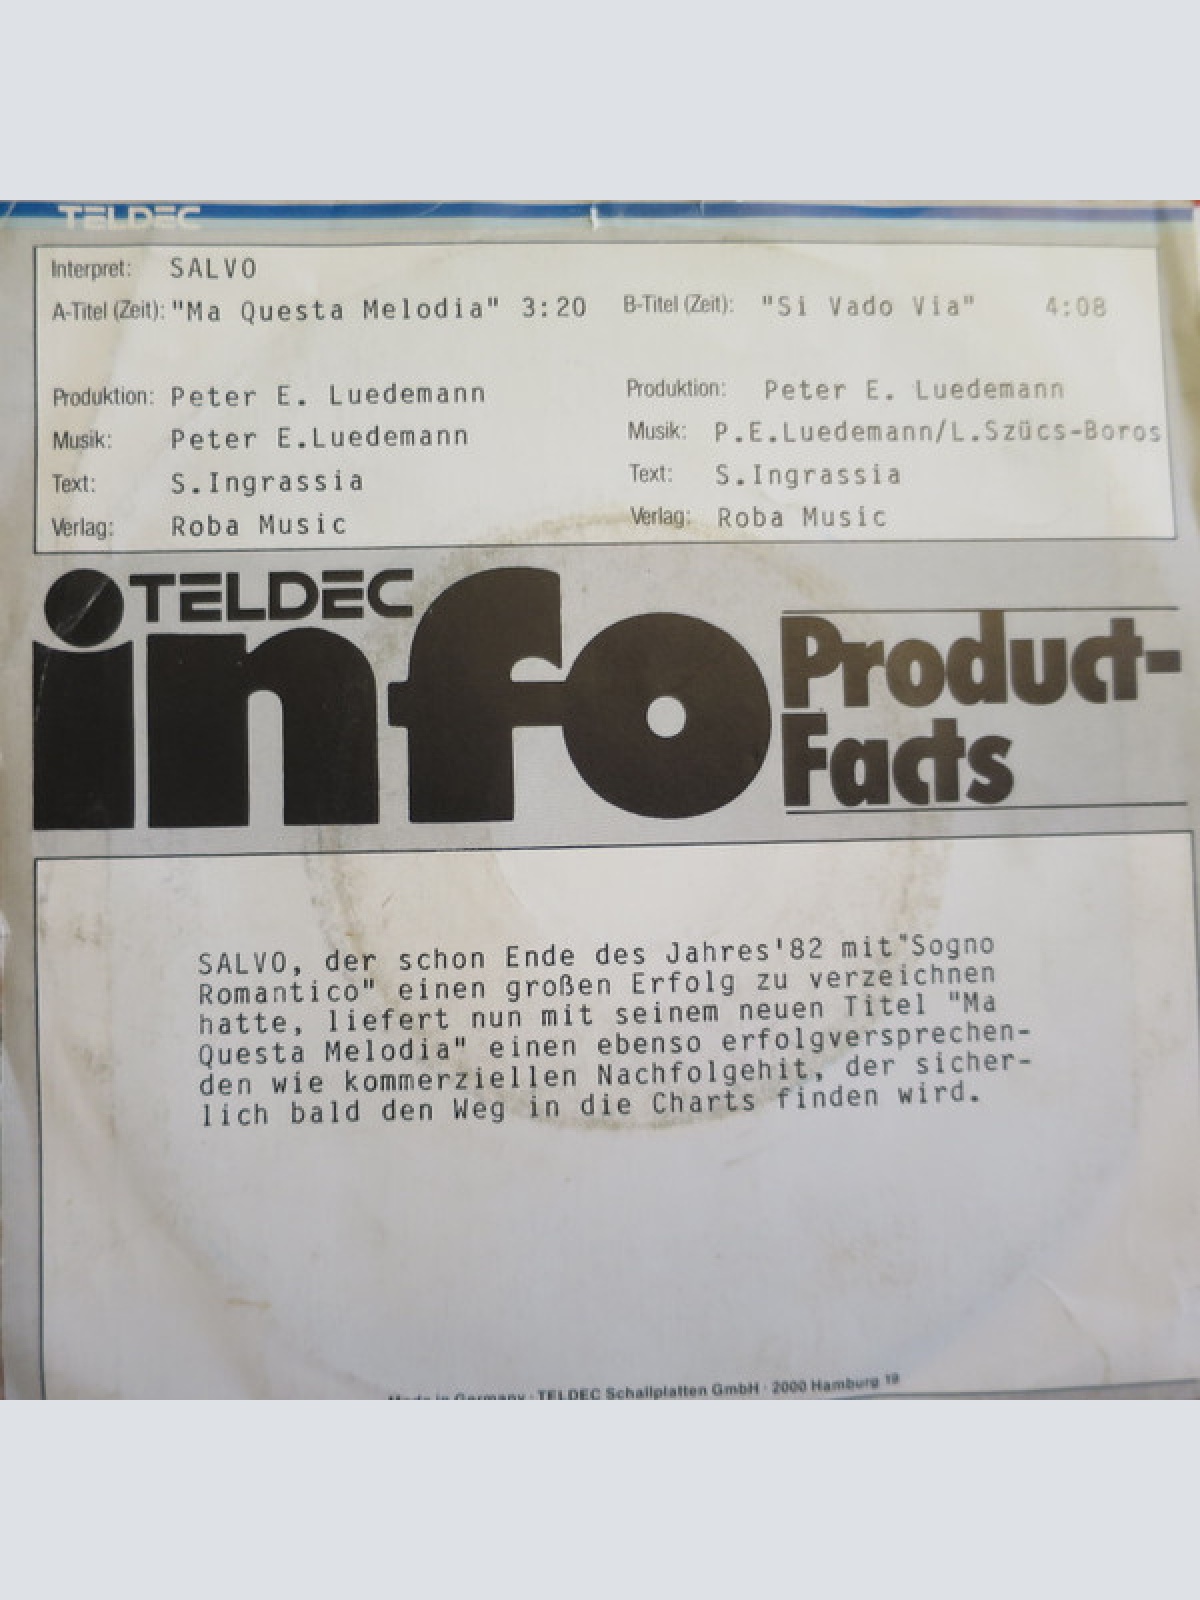 TELDEC
Interpret: SALVO
A-Titel (Zeit): "Ma Questa Melodia" 3:20 B-Titel (Zeit): "Si Vado Via" 4:08
Produktion: Peter E. Luedemann Produktion: Peter E. Luedemann
Musik: Peter E.Luedemann Musik: P.E.Luedemann/L.Szücs-Boros
Text: S.Ingrassia Text: S.Ingrassia
Verlag: Roba Music Verlag: Roba Music
TELDEC
info
Product-
Facts
SALVO, der schon Ende des Jahres'82 mit"Sogno
Romantico" einen großen Erfolg zu verzeichnen
hatte, liefert nun mit seinem neuen Titel "Ma
Questa Melodia" einen ebenso erfolgversprechen-
den wie kommerziellen Nachfolgehit, der sicher-
lich bald den Weg in die Charts finden wird.
Made in Germany · TELDEC Schallplatten GmbH · 2000 Hamburg 19